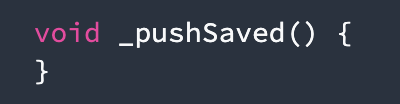 void _pushSaved() {
}